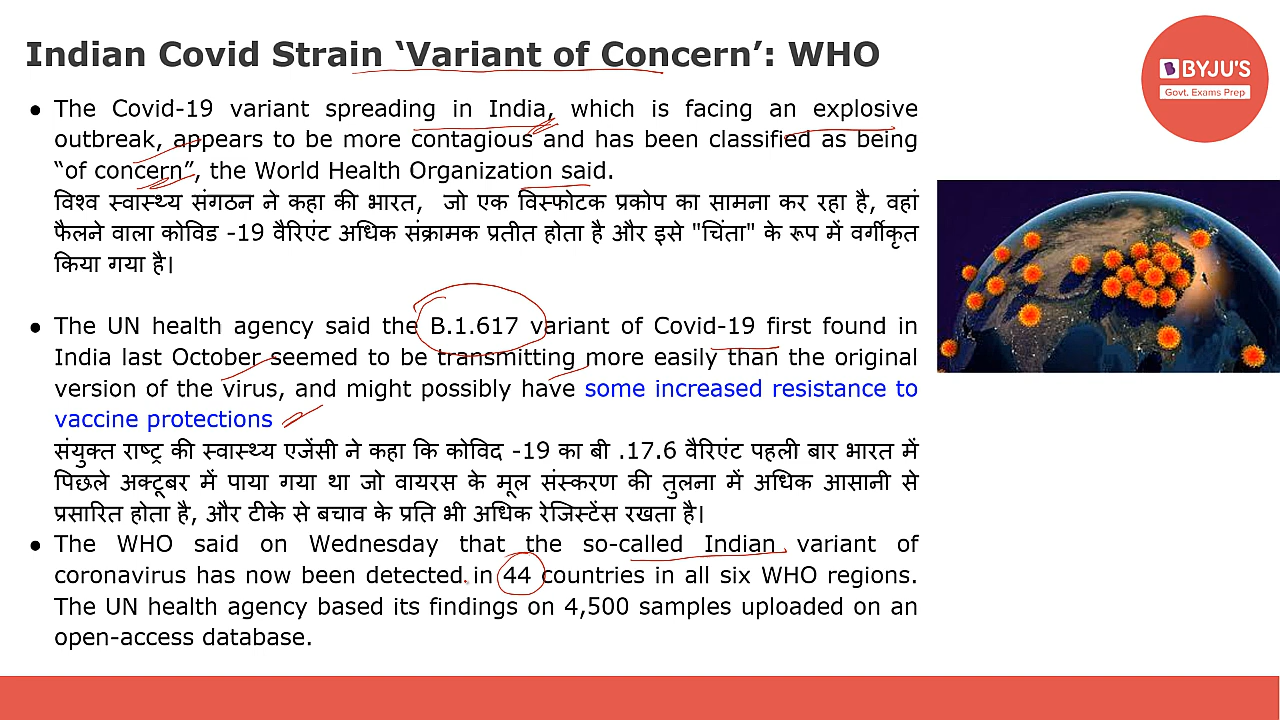 Indian Covid Strain ‘Variant of Concern’: WHO
BYJU'S
Govt. Exams Prep
● The Covid-19 variant spreading in India, which is facing an explosive
outbreak, appears to be more contagious and has been classified as being
“of concern”, the World Health Organization said.
विश्व स्वास्थ्य संगठन ने कहा की भारत, जो एक विस्फोटक प्रकोप का सामना कर रहा है, वहां
फैलने वाला कोविड -19 वैरिएंट अधिक संक्रामक प्रतीत होता है और इसे "चिंता" के रूप में वर्गीकृत
किया गया है।
● The UN health agency said the B.1.617 variant of Covid-19 first found in
India last October seemed to be transmitting more easily than the original
version of the virus, and might possibly have some increased resistance to
vaccine protections
संयुक्त राष्ट्र की स्वास्थ्य एजेंसी ने कहा कि कोविद -19 का बी .17.6 वैरिएंट पहली बार भारत में
पिछले अक्टूबर में पाया गया था जो वायरस के मूल संस्करण की तुलना में अधिक आसानी से
प्रसारित होता है, और टीके से बचाव के प्रति भी अधिक रेजिस्टेंस रखता है।
● The WHO said on Wednesday that the so-called Indian variant of
coronavirus has now been detected in 44 countries in all six WHO regions.
The UN health agency based its findings on 4,500 samples uploaded on an
open-access database.